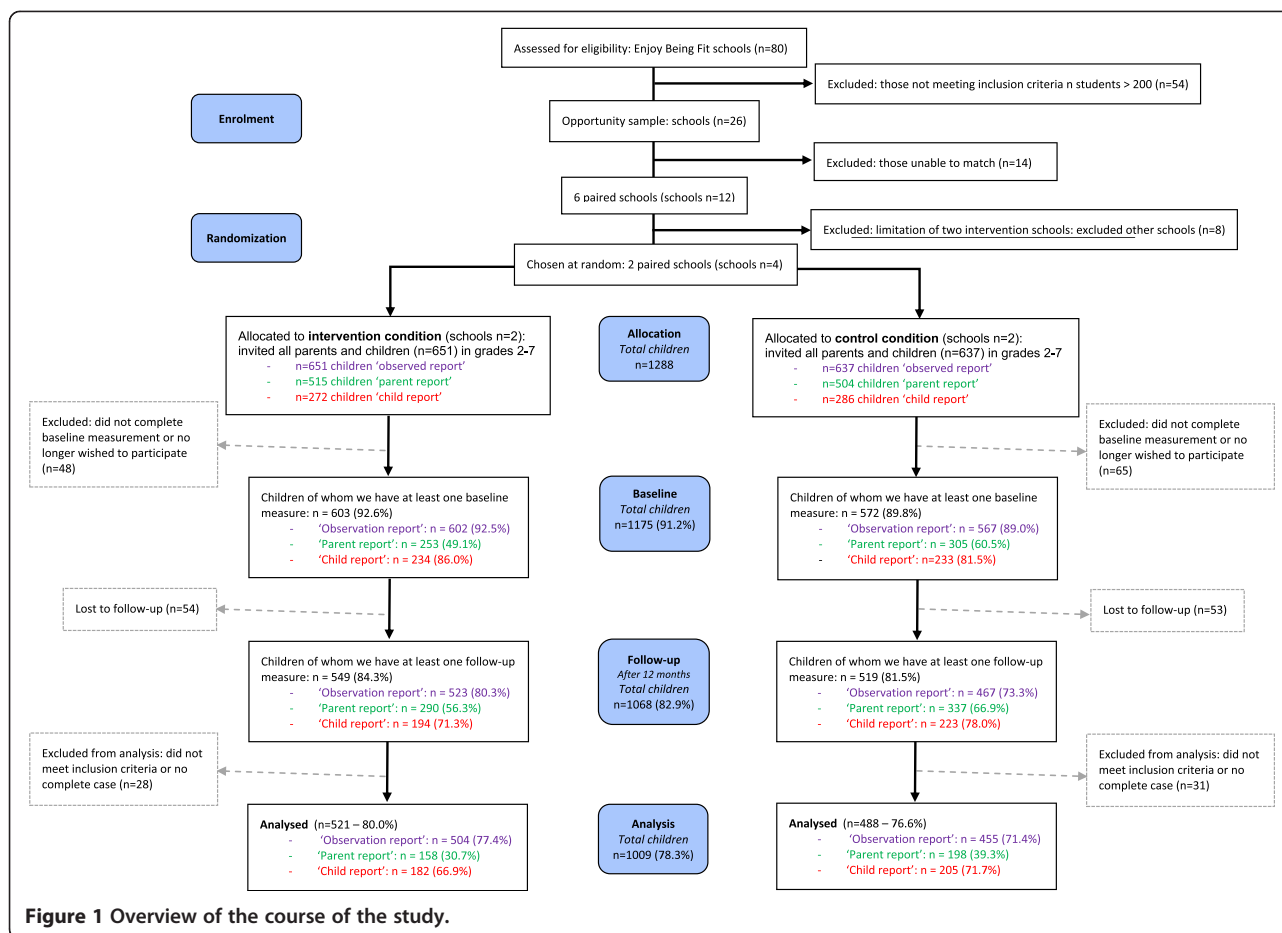 Assessed for eligibility: Enjoy Being Fit schools (n=80)
Excluded: those not meeting inclusion criteria n students > 200 (n=54)
Enrolment
Opportunity sample: schools (n=26)
Excluded: those unable to match (n=14)
6 paired schools (schools n=12)
Randomization
Excluded: limitation of two intervention schools: excluded other schools (n=8)
Chosen at random: 2 paired schools (schools n=4)
Allocated to intervention condition (schools n=2):
invited all parents and children (n=651) in grades 2-7
- n=651 children 'observed report'
- n=515 children 'parent report'
- n=272 children 'child report'
Allocation
Total children
n=1288
Allocated to control condition (schools n=2):
invited all parents and children (n=637) in grades 2-7
- n=637 children 'observed report'
- n=504 children 'parent report'
- n=286 children 'child report'
Excluded: did not complete
baseline measurement or no
longer wished to participate
(n=48)
Excluded: did not complete
baseline measurement or no
longer wished to participate
(n=65)
Children of whom we have at least one baseline
measure: n = 603 (92.6%)
- 'Observation report': n = 602 (92.5%)
- 'Parent report': n = 253 (49.1%)
- 'Child report': n = 234 (86.0%)
Baseline
Total children
n=1175 (91.2%)
Children of whom we have at least one baseline
measure: n = 572 (89.8%)
- 'Observation report': n = 567 (89.0%)
- 'Parent report': n = 305 (60.5%)
- 'Child report': n=233 (81.5%)
Lost to follow-up (n=54)
Lost to follow-up (n=53)
Children of whom we have at least one follow-up
measure: n = 549 (84.3%)
- 'Observation report': n = 523 (80.3%)
- 'Parent report': n = 290 (56.3%)
- 'Child report': n = 194 (71.3%)
Follow-up
After 12 months
Total children
n=1068 (82.9%)
Children of whom we have at least one follow-up
measure: n = 519 (81.5%)
- 'Observation report': n = 467 (73.3%)
- 'Parent report': n = 337 (66.9%)
- 'Child report': n = 223 (78.0%)
Excluded from analysis: did not
meet inclusion criteria or no
complete case (n=28)
Excluded from analysis: did not
meet inclusion criteria or no
complete case (n=31)
Analysed (n=521 – 80.0%)
- 'Observation report': n = 504 (77.4%)
- 'Parent report': n = 158 (30.7%)
- 'Child report': n = 182 (66.9%)
Analysis
Total children
n=1009 (78.3%)
Analysed (n=488 – 76.6%)
- 'Observation report': n = 455 (71.4%)
- 'Parent report': n = 198 (39.3%)
- 'Child report': n = 205 (71.7%)
Figure 1 Overview of the course of the study.